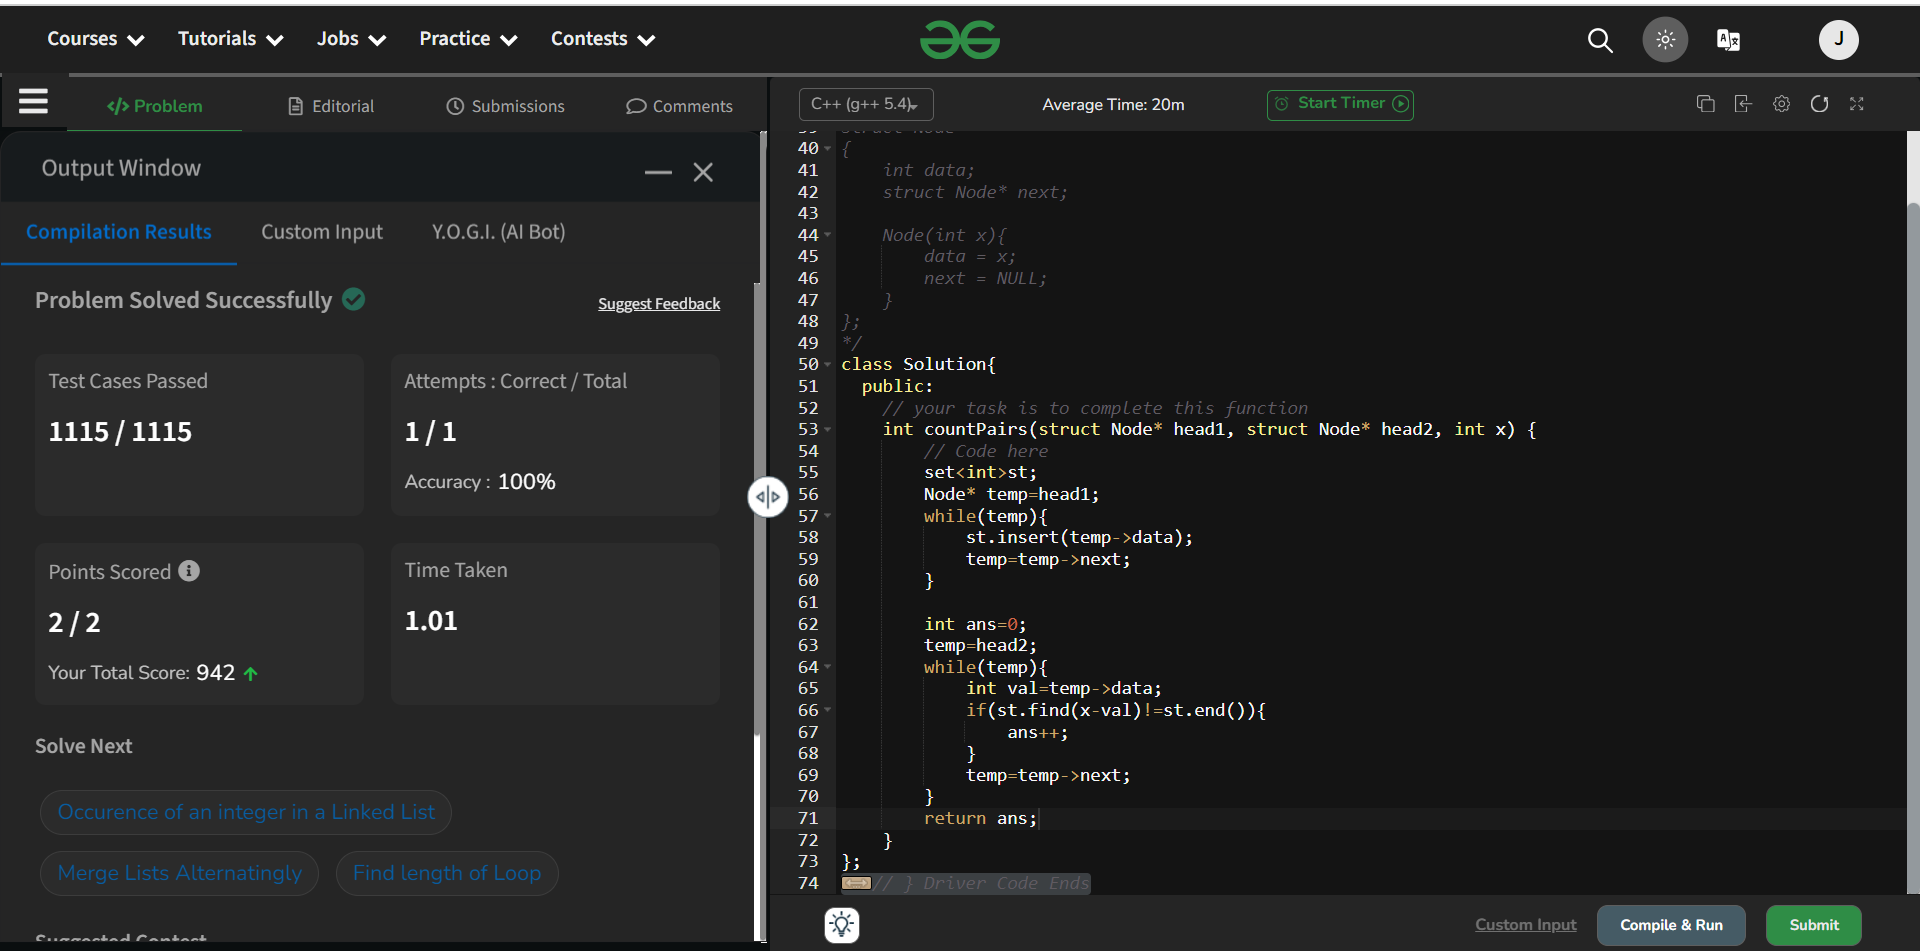 Courses Tutorials Jobs Practice Contests J
Problem Editorial Submissions Comments
C++ (g++ 5.4) Average Time: 20m Start Timer
Output Window
Compilation Results Custom Input Y.O.G.I. (AI Bot)
Problem Solved Successfully Suggest Feedback
Test Cases Passed
1115 / 1115
Attempts : Correct / Total
1 / 1
Accuracy : 100%
Points Scored
2 / 2
Your Total Score: 942
Time Taken
1.01
Solve Next
Occurence of an integer in a Linked List
Merge Lists Alternatingly Find length of Loop
Suggested Contest
39 struct Node
40 {
41 int data;
42 struct Node* next;
43
44 Node(int x){
45 data = x;
46 next = NULL;
47 }
48 };
49 */
50 class Solution{
51 public:
52 // your task is to complete this function
53 int countPairs(struct Node* head1, struct Node* head2, int x) {
54 // Code here
55 set<int>st;
56 Node* temp=head1;
57 while(temp){
58 st.insert(temp->data);
59 temp=temp->next;
60 }
61
62 int ans=0;
63 temp=head2;
64 while(temp){
65 int val=temp->data;
66 if(st.find(x-val)!=st.end()){
67 ans++;
68 }
69 temp=temp->next;
70 }
71 return ans;
72 }
73 };
74 // } Driver Code Ends
Custom Input Compile & Run Submit